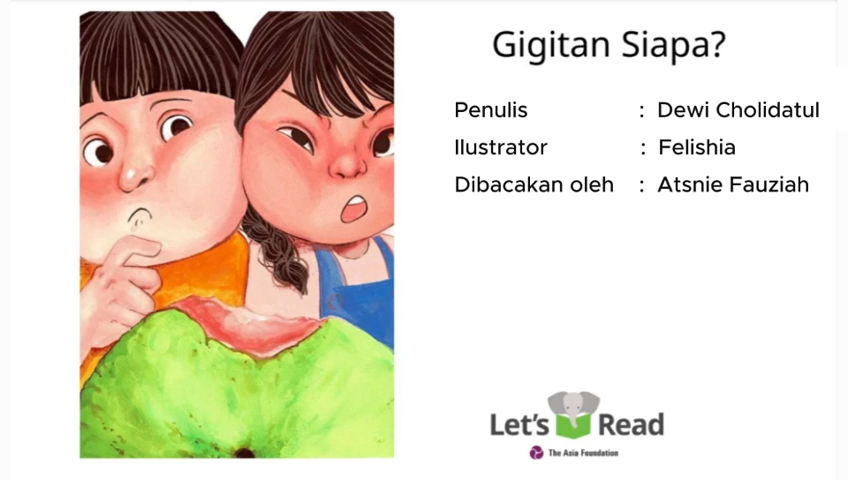 Gigitan Siapa?
Penulis : Dewi Cholidatul
Ilustrator : Felishia
Dibacakan oleh : Atsnie Fauziah
Let's Read
The Asia Foundation